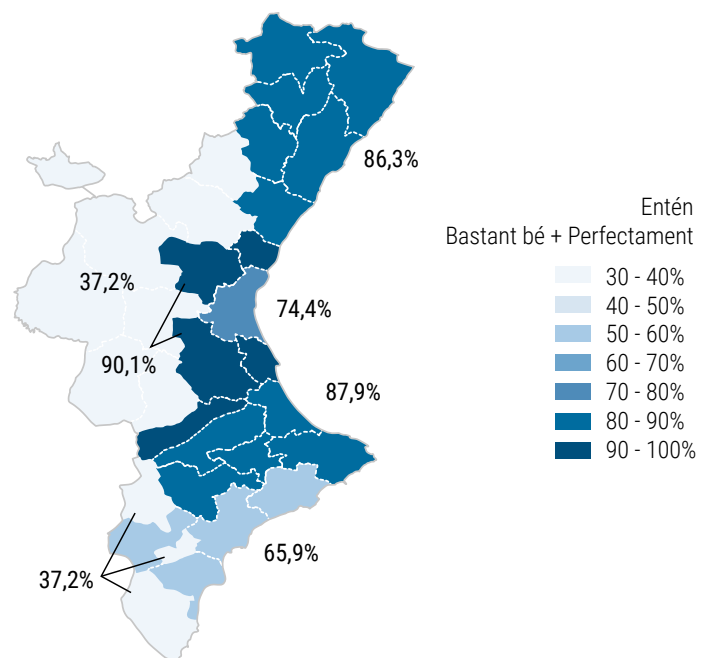 86,3%
Entén
Bastant bé + Perfectament
30 - 40%
40 - 50%
50 - 60%
60 - 70%
70 - 80%
80 - 90%
90 - 100%
37,2%
74,4%
90,1%
87,9%
65,9%
37,2%